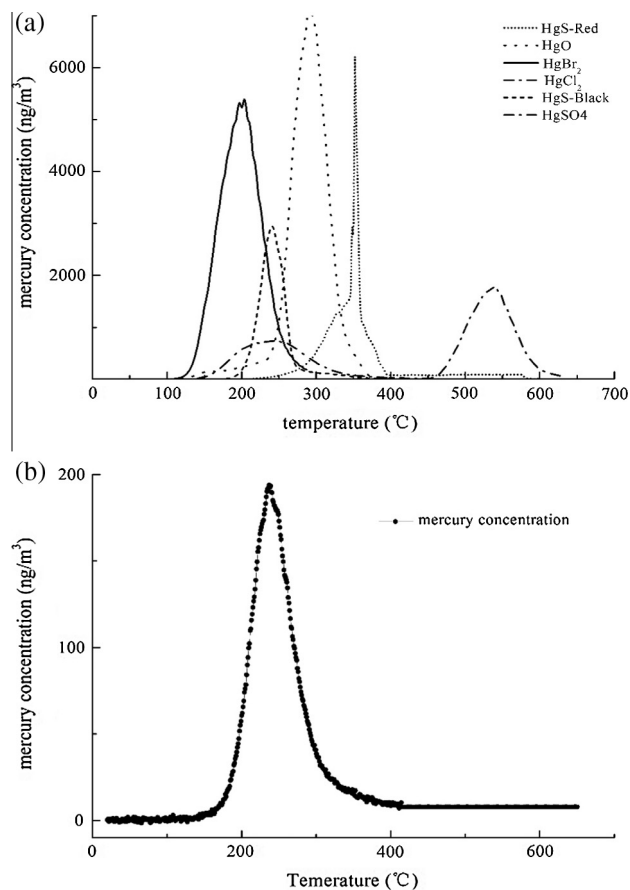 (a)
6000
4000
2000
mercury concentration (ng/m³)
HgS-Red
HgO
HgBr₂
HgCl₂
HgS-Black
HgSO4
0 100 200 300 400 500 600 700
temperature (℃)
(b)
200
100
0
mercury concentration (ng/m³)
mercury concentration
0 200 400 600
Temerature (℃)